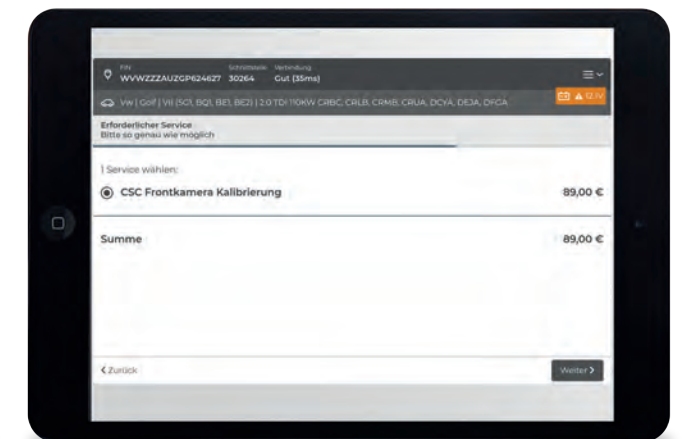 FIN Schnittstelle Verbindung
WVWZZZAUZGP624627 30264 Gut (35ms)
VW | Golf | VII (5G1, BQ1, BE1, BE2) | 2.0 TDI 110KW CRBC, CRLB, CRMB, CRUA, DCYA, DEJA, DFGA
12.1V
Erforderlicher Service
Bitte so genau wie möglich
1 Service wählen:
CSC Frontkamera Kalibrierung 89,00 €
Summe 89,00 €
Zurück Weiter